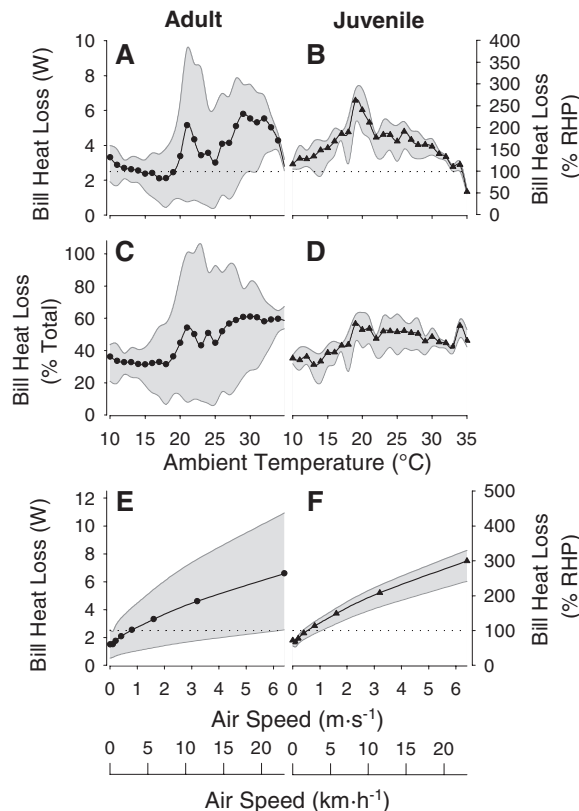 Adult
Juvenile
A
B
Bill Heat Loss (W)
10
8
6
4
2
0
400
350
300
250
200
150
100
50
0
Bill Heat Loss
(% RHP)
C
D
Bill Heat Loss
(% Total)
100
80
60
40
20
0
10 15 20 25 30 10 15 20 25 30 35
Ambient Temperature (°C)
E
F
Bill Heat Loss (W)
12
10
8
6
4
2
0
500
400
300
200
100
0
Bill Heat Loss
(% RHP)
0 1 2 3 4 5 6 0 1 2 3 4 5 6
Air Speed (m·s-1)
0 5 10 15 20 0 5 10 15 20
Air Speed (km·h-1)